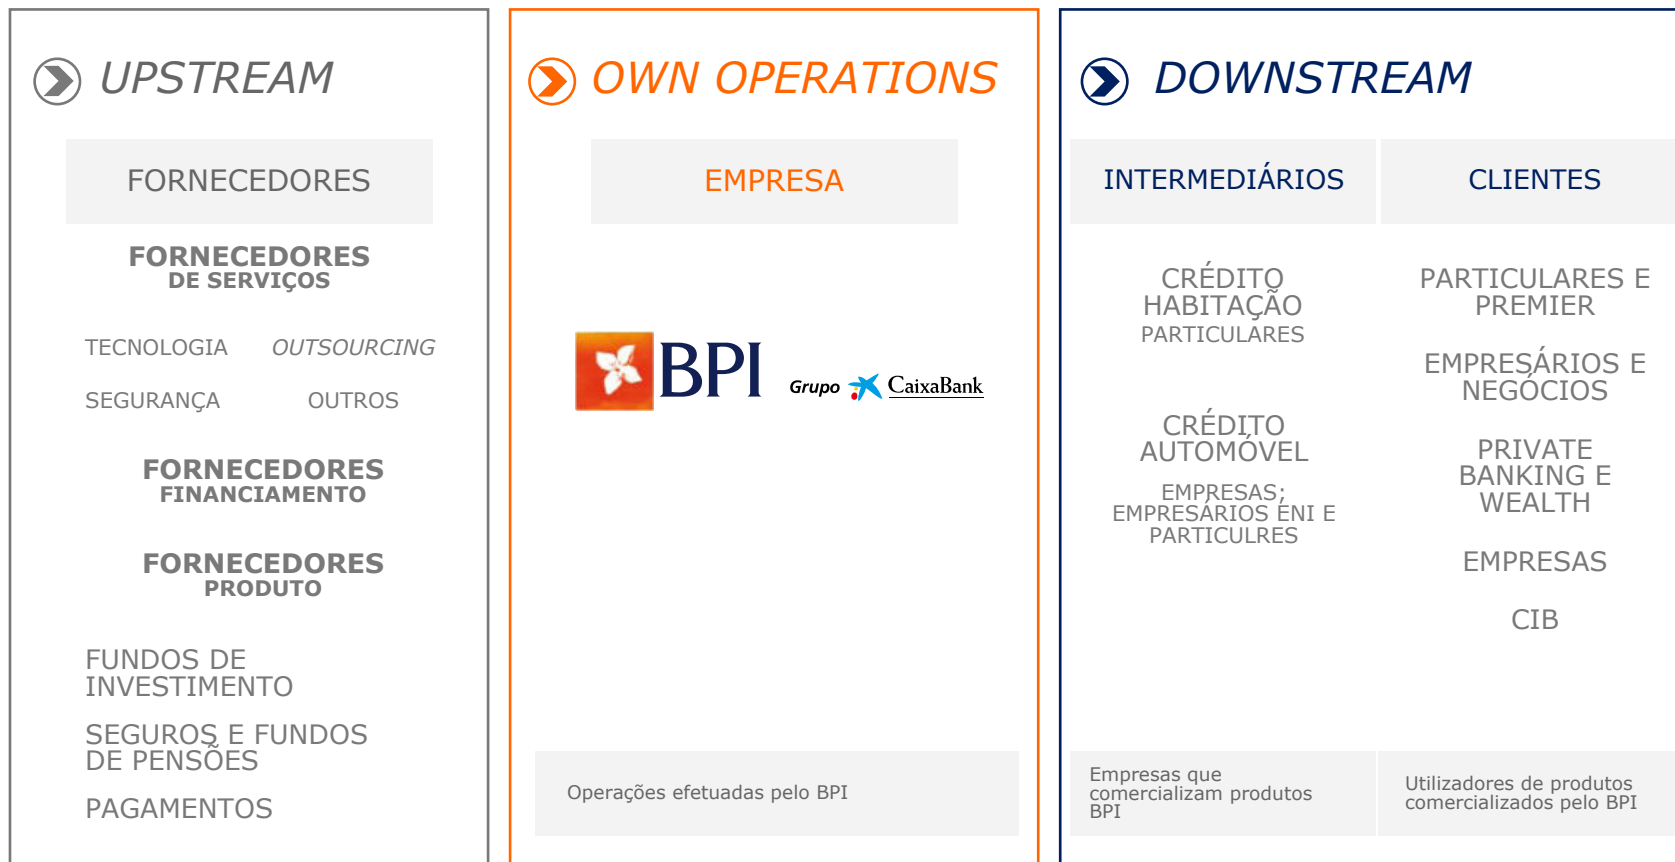 UPSTREAM
FORNECEDORES
FORNECEDORES
DE SERVIÇOS
TECNOLOGIA OUTSOURCING
SEGURANÇA OUTROS
FORNECEDORES
FINANCIAMENTO
FORNECEDORES
PRODUTO
FUNDOS DE
INVESTIMENTO
SEGUROS E FUNDOS
DE PENSÕES
PAGAMENTOS
OWN OPERATIONS
EMPRESA
BPI Grupo CaixaBank
Operações efetuadas pelo BPI
DOWNSTREAM
INTERMEDIÁRIOS
CRÉDITO
HABITAÇÃO
PARTICULARES
CRÉDITO
AUTOMÓVEL
EMPRESAS;
EMPRESÁRIOS ENI E
PARTICULRES
Empresas que
comercializam produtos
BPI
CLIENTES
PARTICULARES E
PREMIER
EMPRESÁRIOS E
NEGÓCIOS
PRIVATE
BANKING E
WEALTH
EMPRESAS
CIB
Utilizadores de produtos
comercializados pelo BPI